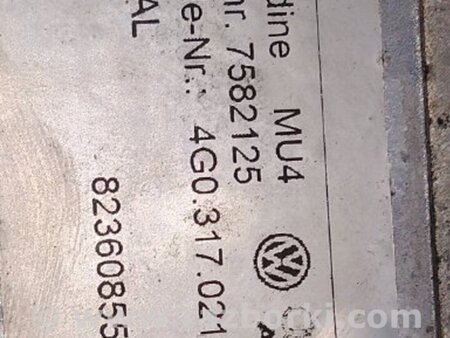 dine MU4
nr. 7582125
e-Nr.: 4G0.317.021
AL
82360855